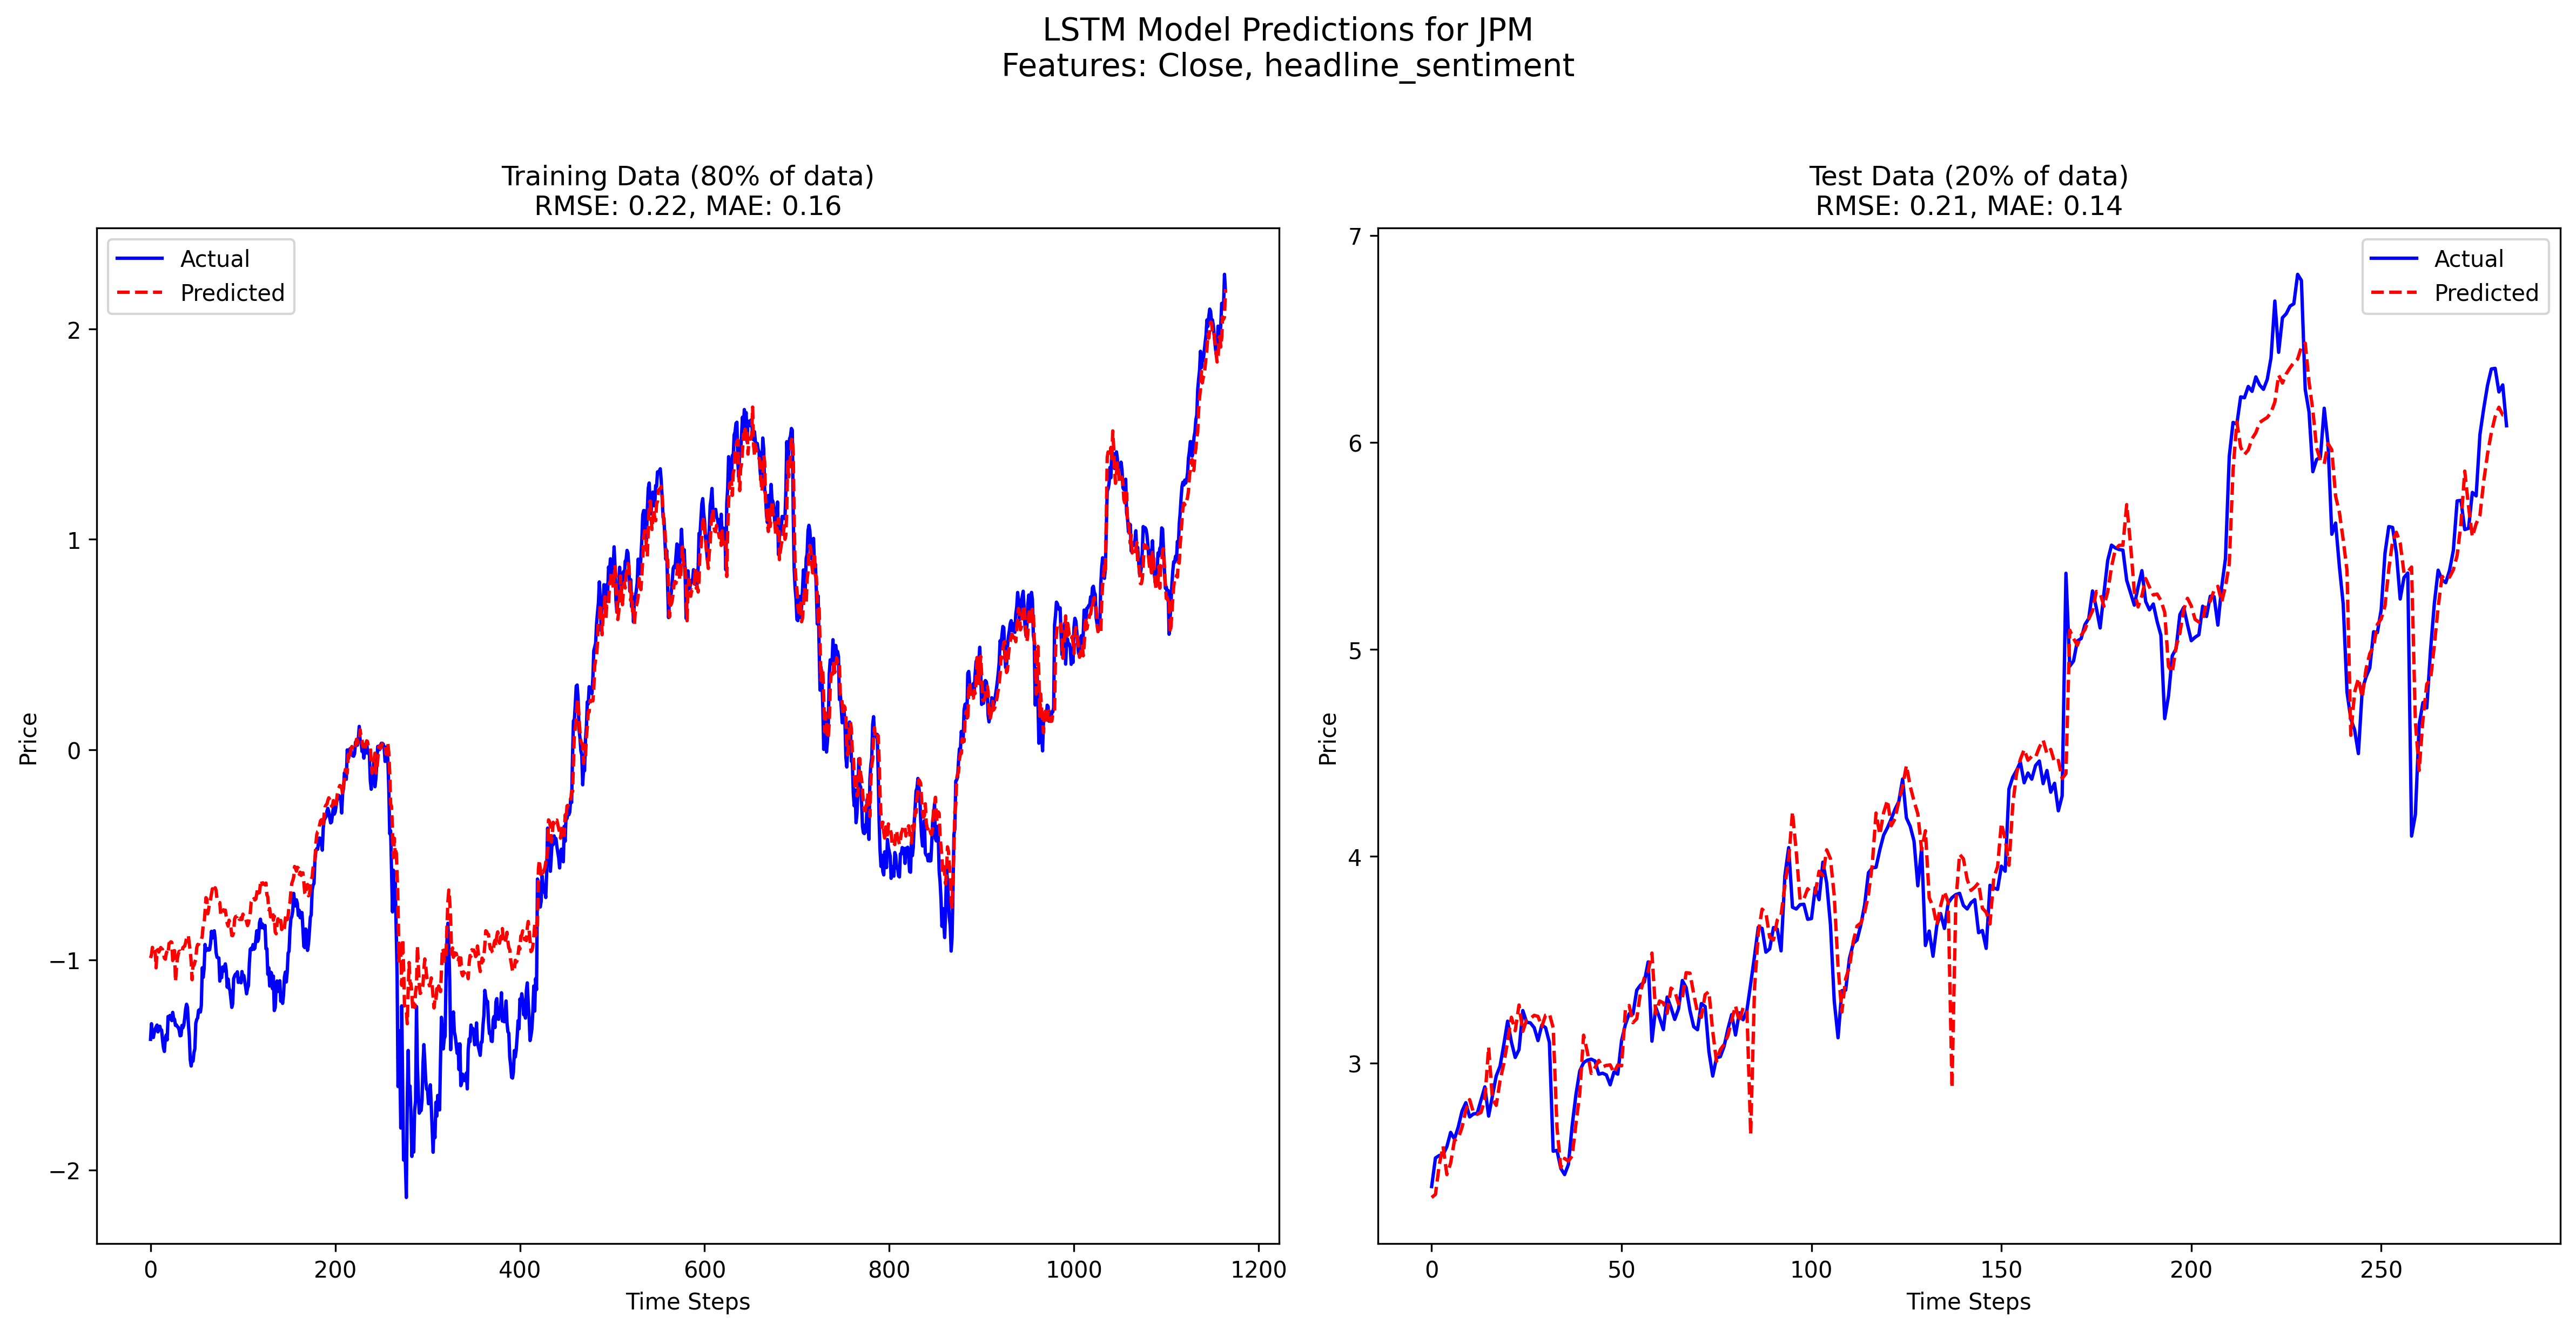 LSTM Model Predictions for JPM
Features: Close, headline_sentiment
Training Data (80% of data)
RMSE: 0.22, MAE: 0.16
Actual
Predicted
2
1
0
−1
−2
Price
0
200
400
600
800
1000
1200
Time Steps
Test Data (20% of data)
RMSE: 0.21, MAE: 0.14
Actual
Predicted
7
6
5
4
3
Price
0
50
100
150
200
250
Time Steps